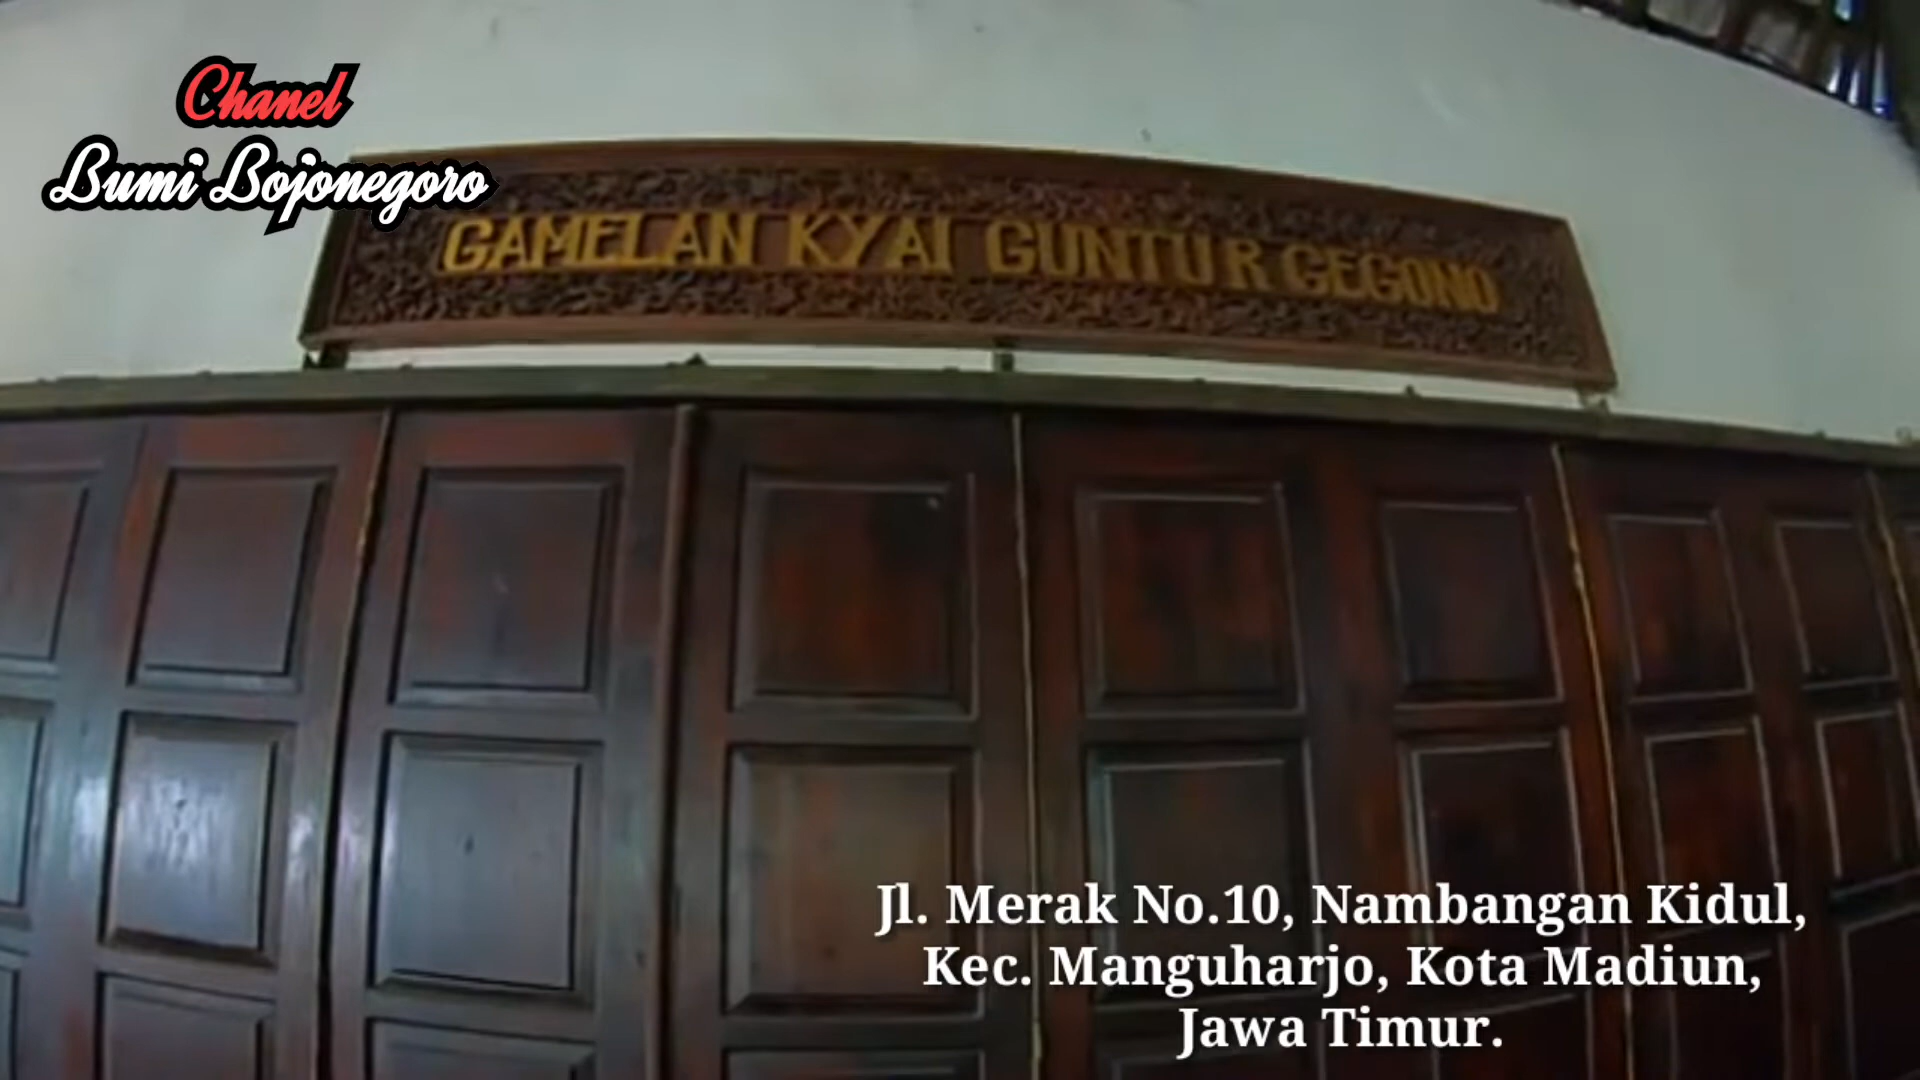 Chanel
Bumi Bojonegoro
GAMELAN KYAI GUNTUR GEGONO
Jl. Merak No.10, Nambangan Kidul,
Kec. Manguharjo, Kota Madiun,
Jawa Timur.